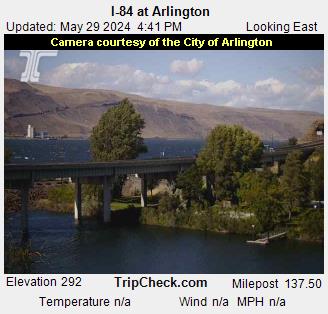 I-84 at Arlington
Updated: May 29 2024 4:41 PM Looking East
Camera courtesy of the City of Arlington
Elevation 292 TripCheck.com Milepost 137.50
Temperature n/a Wind n/a MPH n/a